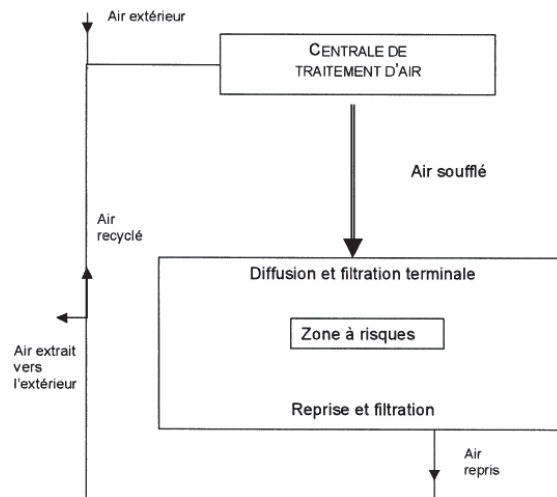 Air extérieur
CENTRALE DE
TRAITEMENT D'AIR
Air soufflé
Air
recyclé
Diffusion et filtration terminale
Zone à risques
Air extrait
vers
l'extérieur
Reprise et filtration
Air
repris